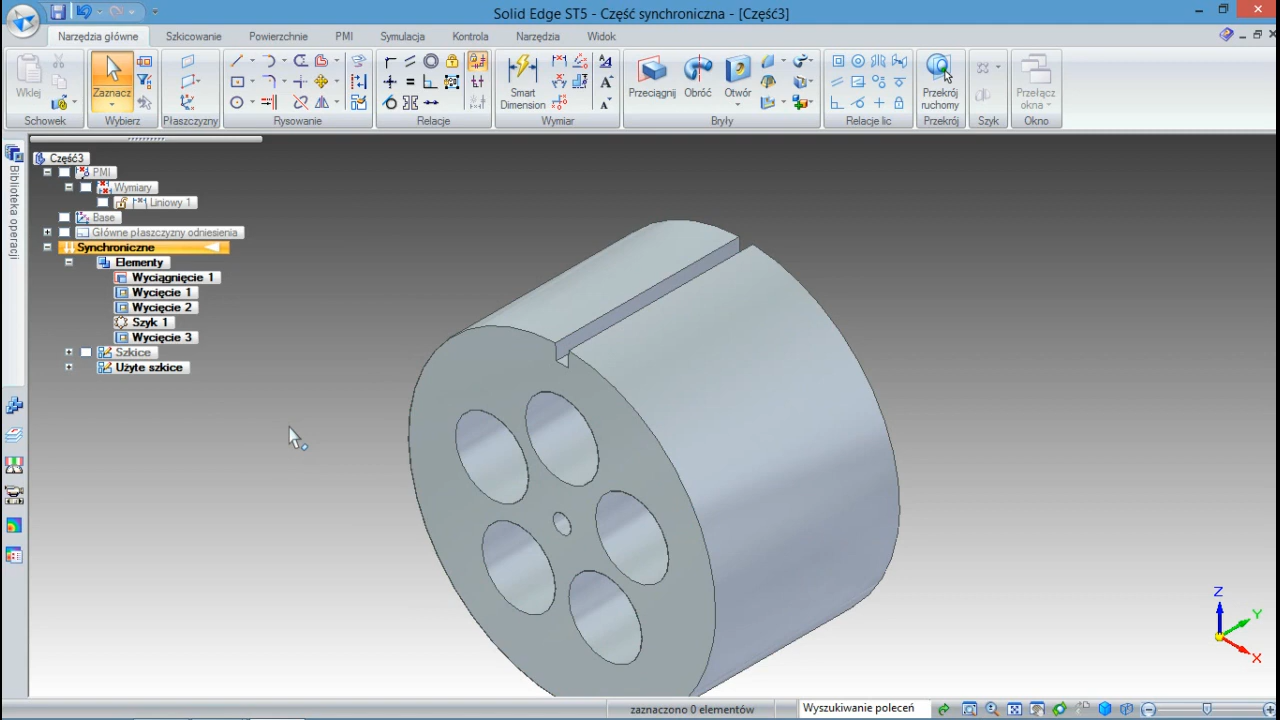 Solid Edge ST5 - Część synchroniczna - [Część3]
Narzędzia główne Szkicowanie Powierzchnie PMI Symulacja Kontrola Narzędzia Widok
Wklej Zaznacz Smart Dimension Przeciągnij Obróć Otwór Przekrój ruchomy Przełącz okna
Schowek Wybierz Płaszczyzny Rysowanie Relacje Wymiar Bryły Relacje lic Przekrój Szyk Okno
Biblioteka operacji
Część3
PMI
Wymiary
Liniowy 1
Base
Główne płaszczyzny odniesienia
Synchroniczne
Elementy
Wyciągnięcie 1
Wycięcie 1
Wycięcie 2
Szyk 1
Wycięcie 3
Szkice
Użyte szkice
Z
Y
X
zaznaczono 0 elementów Wyszukiwanie poleceń